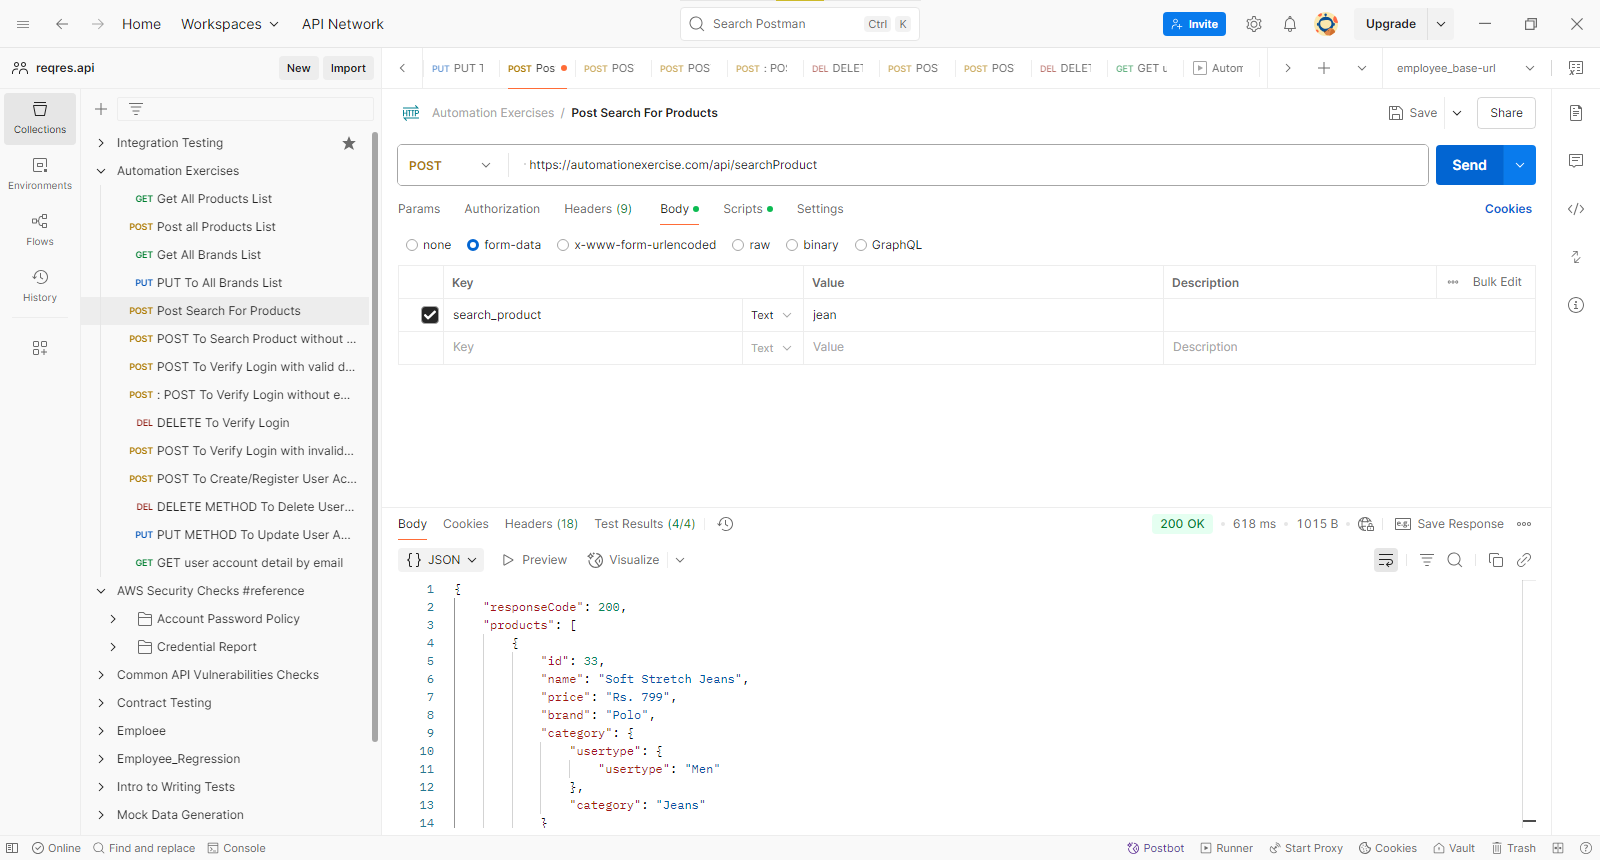 Home Workspaces API Network Search Postman Ctrl K Invite Upgrade
reqres.api New Import
PUT PUT T POST Pos POST POS POST POS POST : PO DEL DELET POST POS POST POS DEL DELET GET GET u Autom employee_base-url
Collections
Environments
Flows
History
Integration Testing
Automation Exercises
GET Get All Products List
POST Post all Products List
GET Get All Brands List
PUT PUT To All Brands List
POST Post Search For Products
POST POST To Search Product without ...
POST POST To Verify Login with valid d...
POST : POST To Verify Login without e...
DEL DELETE To Verify Login
POST POST To Verify Login with invalid...
POST POST To Create/Register User Ac...
DEL DELETE METHOD To Delete User...
PUT PUT METHOD To Update User A...
GET GET user account detail by email
AWS Security Checks #reference
Account Password Policy
Credential Report
Common API Vulnerabilities Checks
Contract Testing
Emploee
Employee_Regression
Intro to Writing Tests
Mock Data Generation
HTTP Automation Exercises / Post Search For Products Save Share
POST https://automationexercise.com/api/searchProduct Send
Params Authorization Headers (9) Body Scripts Settings Cookies
none form-data x-www-form-urlencoded raw binary GraphQL
Key Value Description ••• Bulk Edit
search_product Text jean
Key Text Value Description
Body Cookies Headers (18) Test Results (4/4) 200 OK • 618 ms • 1015 B • e.g. Save Response •••
{} JSON Preview Visualize
1 {
2 "responseCode": 200,
3 "products": [
4 {
5 "id": 33,
6 "name": "Soft Stretch Jeans",
7 "price": "Rs. 799",
8 "brand": "Polo",
9 "category": {
10 "usertype": {
11 "usertype": "Men"
12 },
13 "category": "Jeans"
14 }
Online Find and replace Console Postbot Runner Start Proxy Cookies Vault Trash